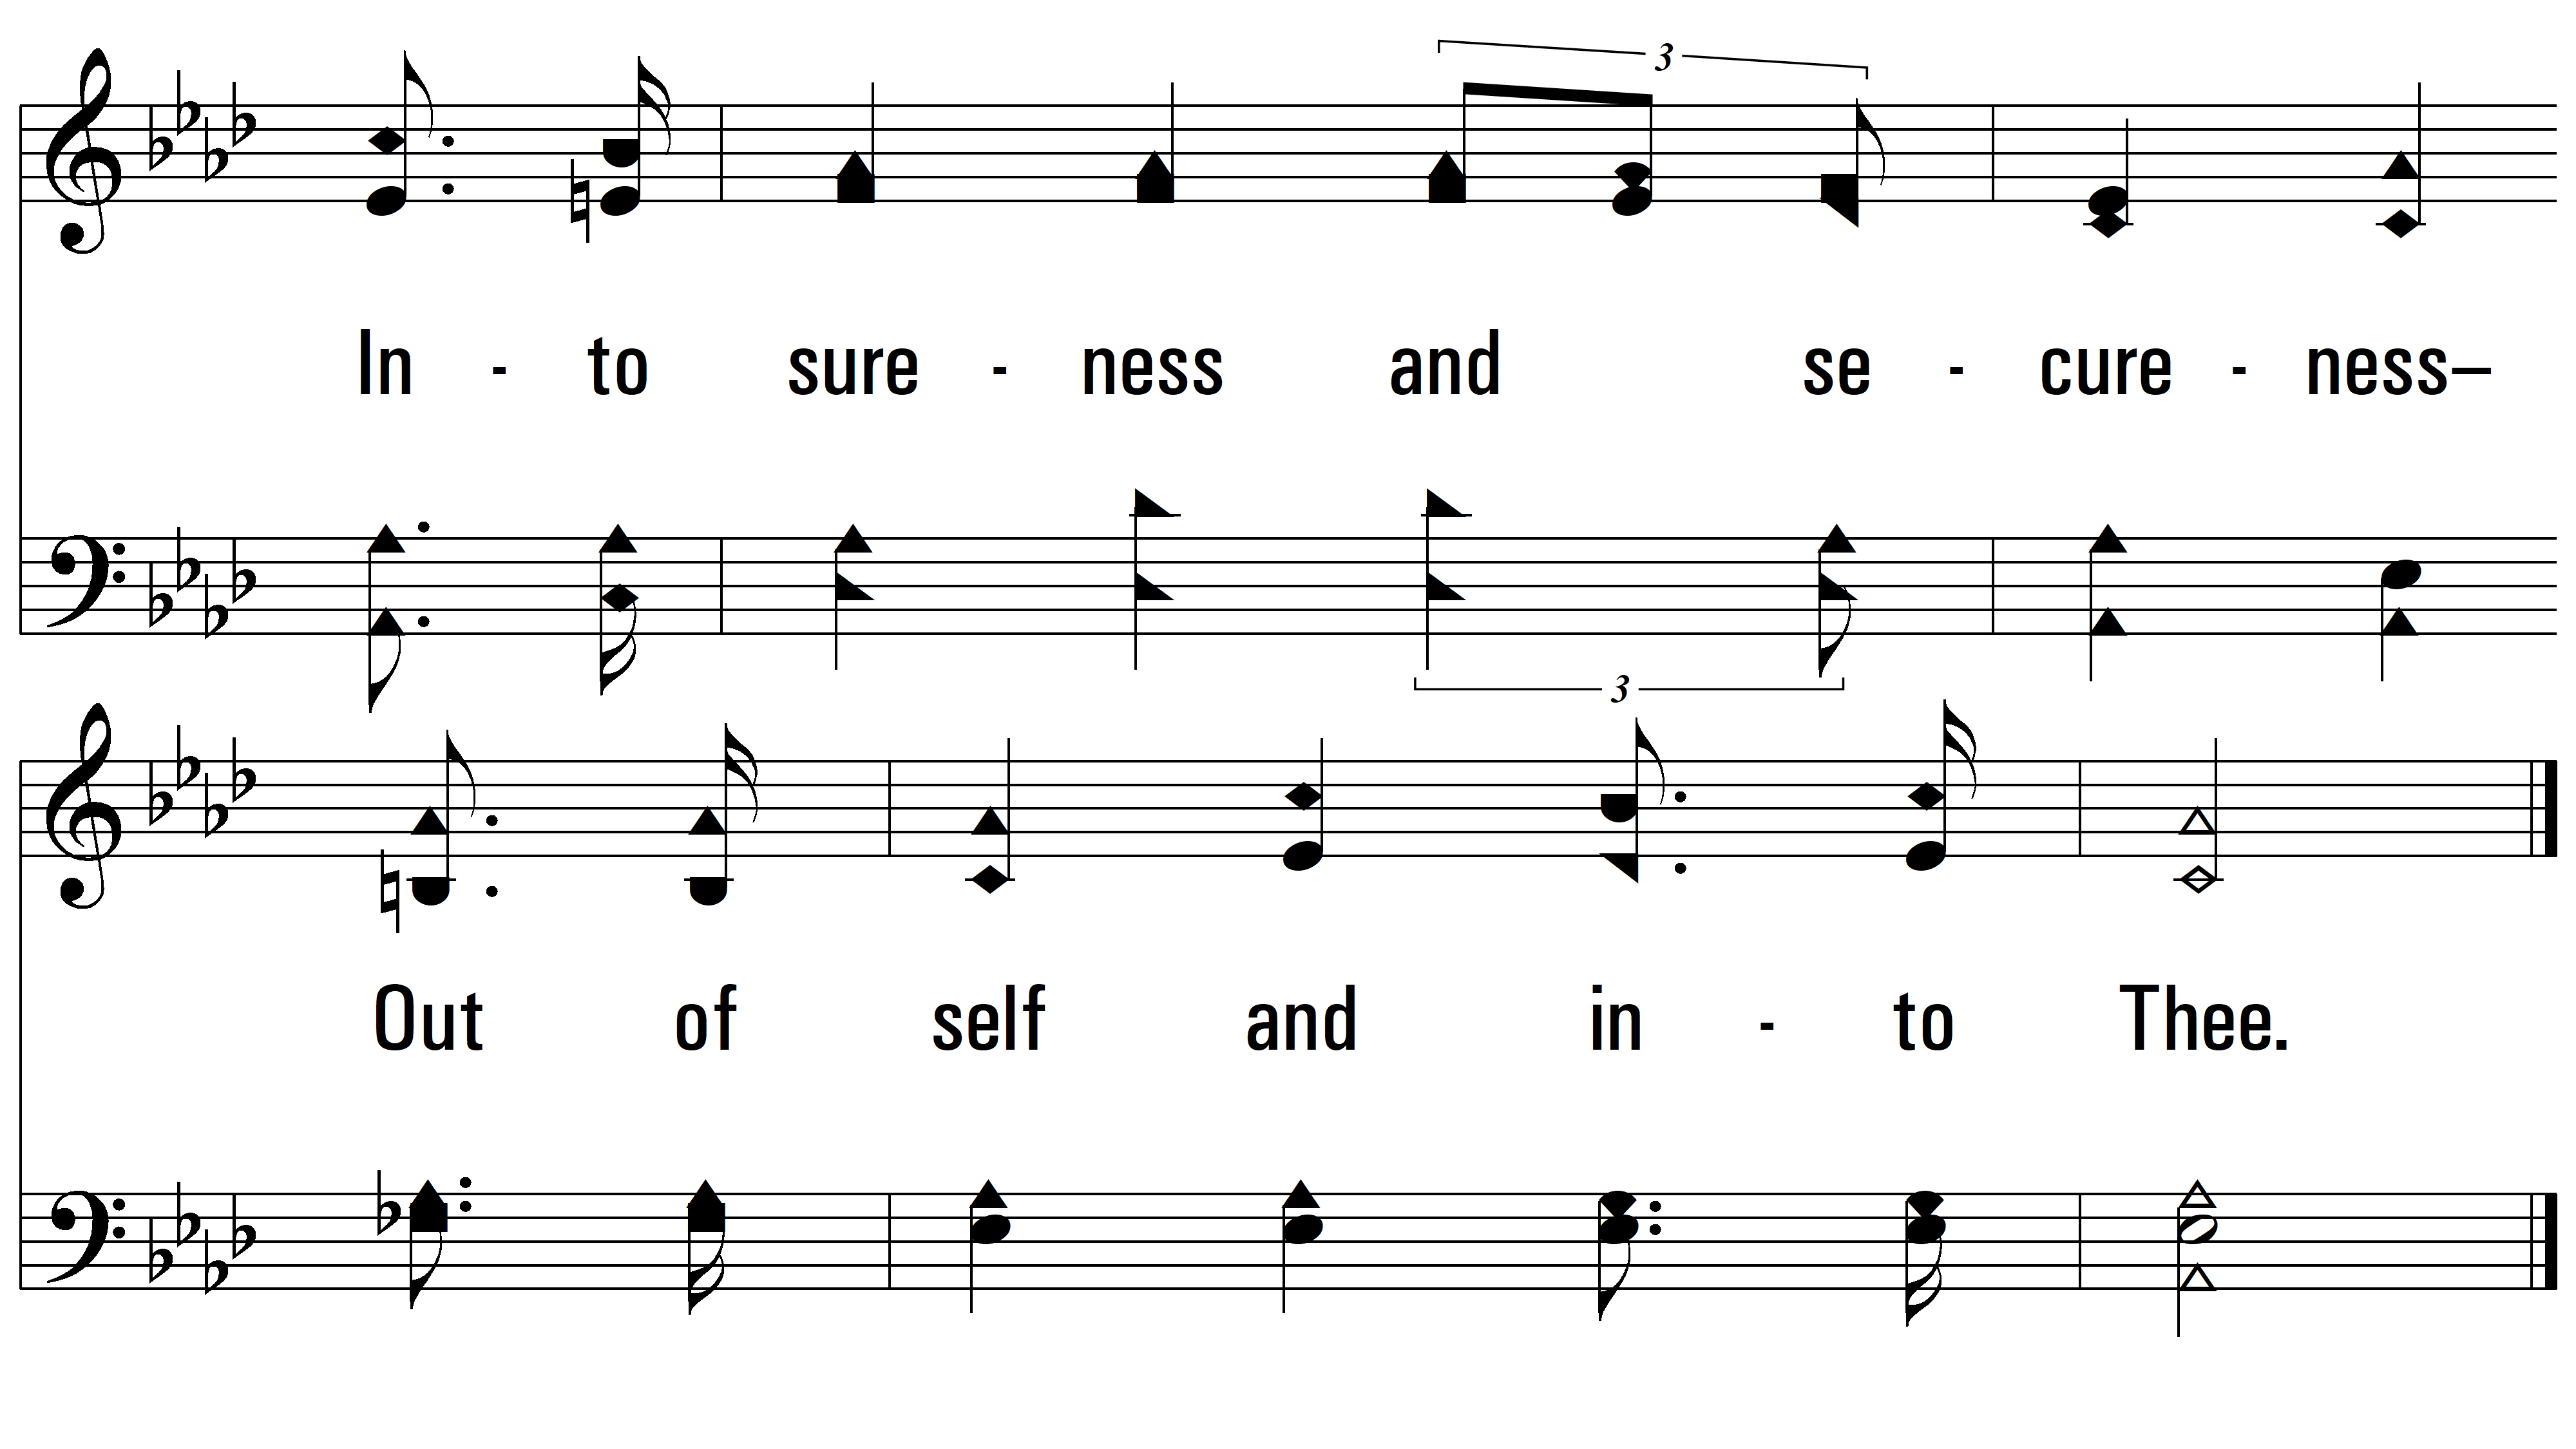 3
In - to sure - ness and se - cure - ness–
3
Out of self and in - to Thee.